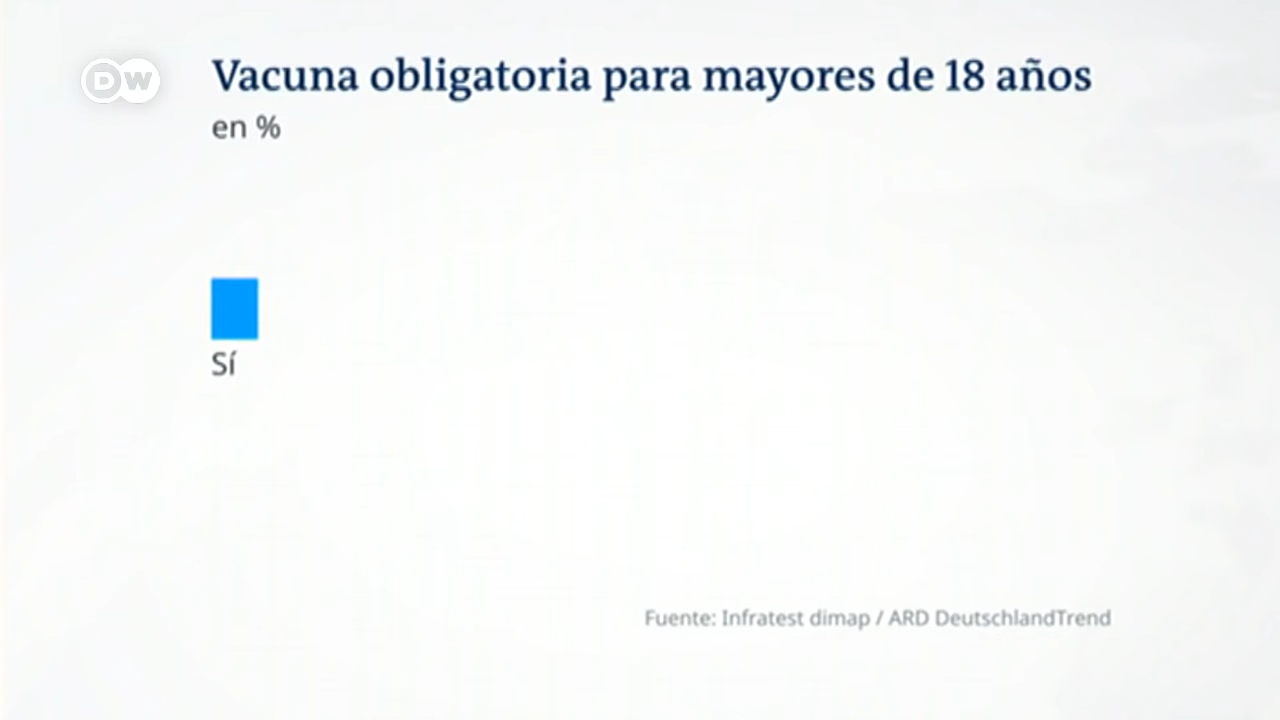 DW
Vacuna obligatoria para mayores de 18 años
en %
Sí
Fuente: Infratest dimap / ARD DeutschlandTrend